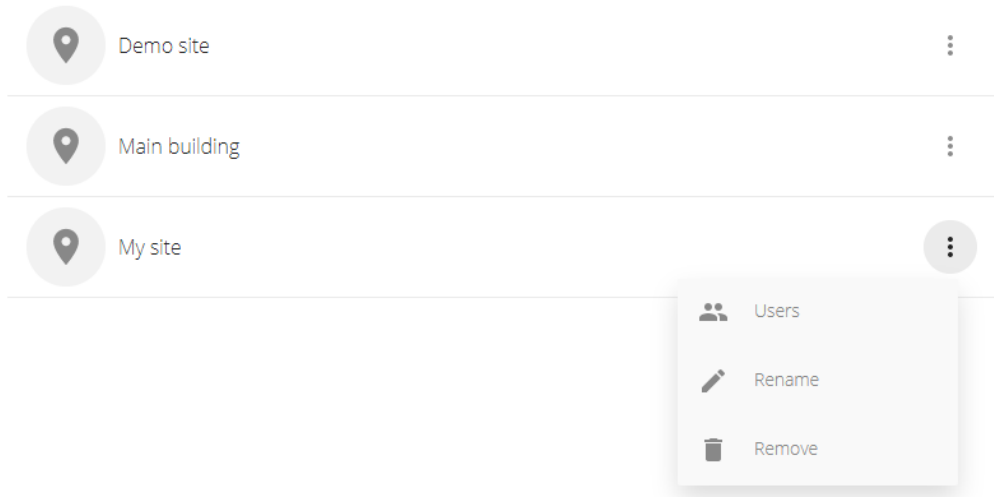 Demo site
Main building
My site
Users
Rename
Remove